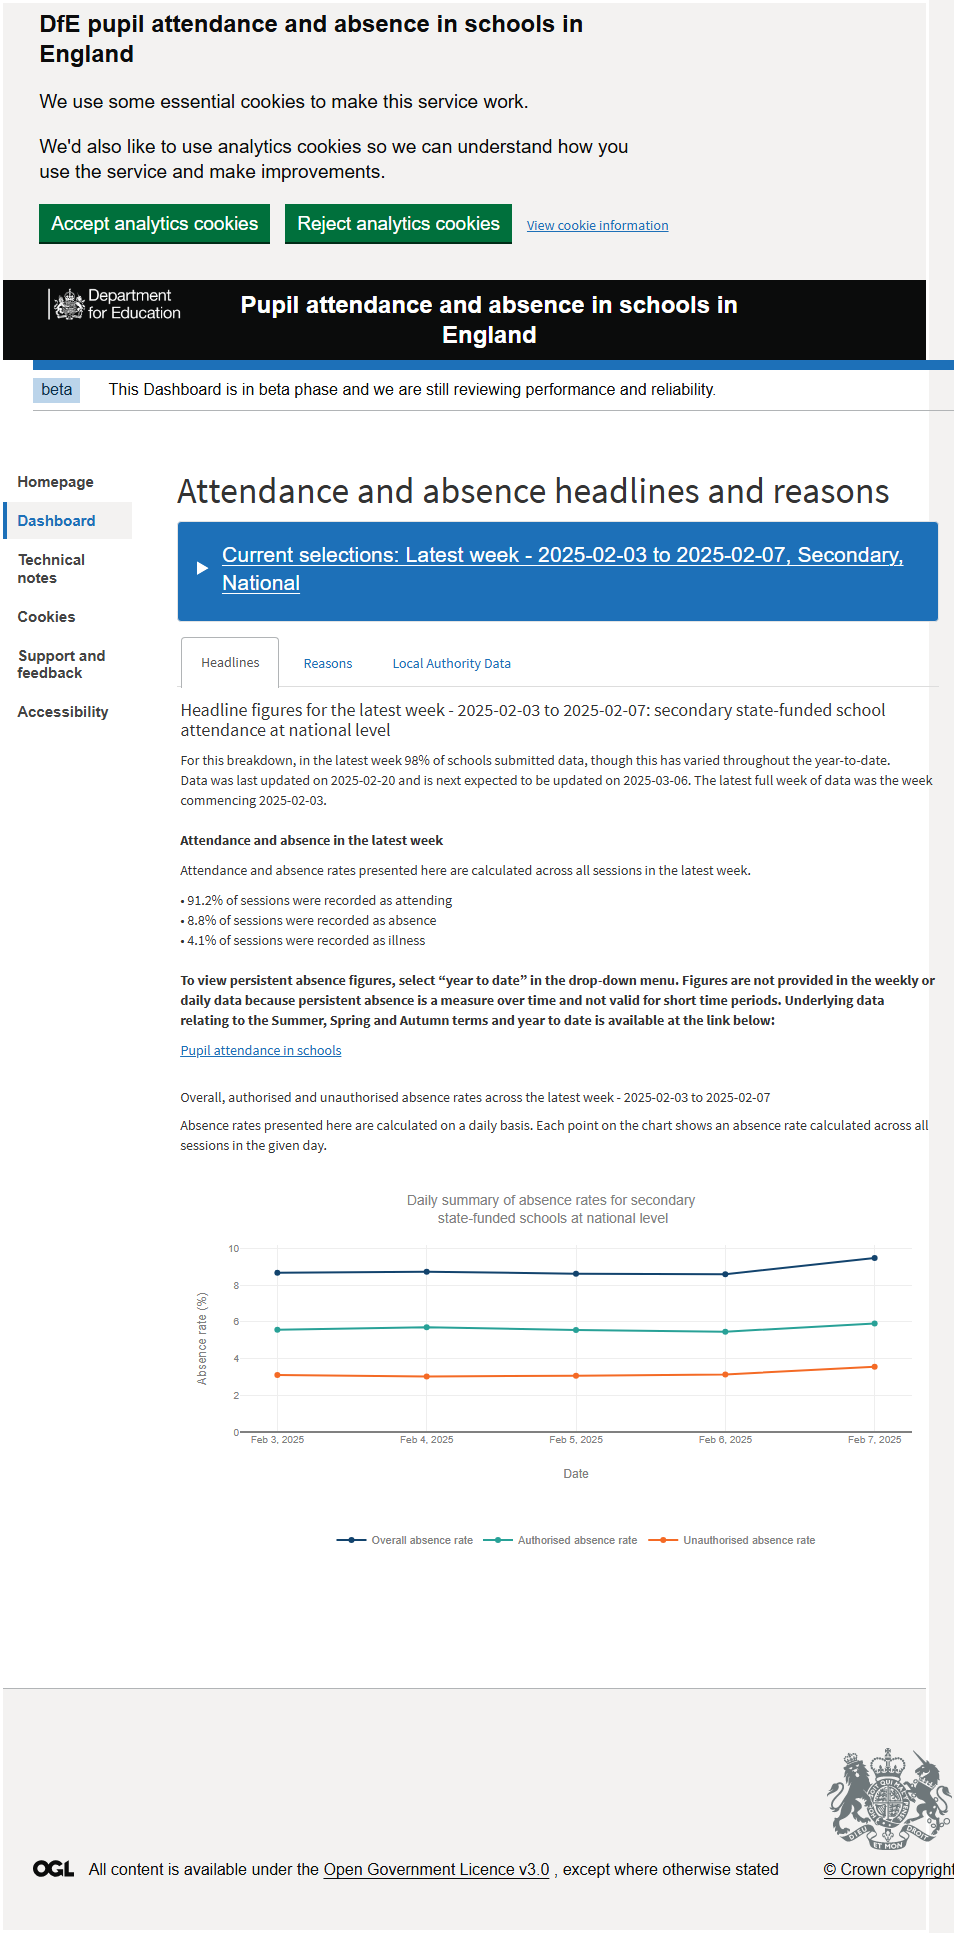 DfE pupil attendance and absence in schools in
England
We use some essential cookies to make this service work.
We'd also like to use analytics cookies so we can understand how you
use the service and make improvements.
Accept analytics cookies
Reject analytics cookies
View cookie information
Department
for Education
Pupil attendance and absence in schools in
England
beta
This Dashboard is in beta phase and we are still reviewing performance and reliability.
Homepage
Dashboard
Technical
notes
Cookies
Support and
feedback
Accessibility
Attendance and absence headlines and reasons
Current selections: Latest week - 2025-02-03 to 2025-02-07, Secondary,
National
Headlines
Reasons
Local Authority Data
Headline figures for the latest week - 2025-02-03 to 2025-02-07: secondary state-funded school
attendance at national level
For this breakdown, in the latest week 98% of schools submitted data, though this has varied throughout the year-to-date.
Data was last updated on 2025-02-20 and is next expected to be updated on 2025-03-06. The latest full week of data was the week
commencing 2025-02-03.
Attendance and absence in the latest week
Attendance and absence rates presented here are calculated across all sessions in the latest week.
• 91.2% of sessions were recorded as attending
• 8.8% of sessions were recorded as absence
• 4.1% of sessions were recorded as illness
To view persistent absence figures, select “year to date” in the drop-down menu. Figures are not provided in the weekly or
daily data because persistent absence is a measure over time and not valid for short time periods. Underlying data
relating to the Summer, Spring and Autumn terms and year to date is available at the link below:
Pupil attendance in schools
Overall, authorised and unauthorised absence rates across the latest week - 2025-02-03 to 2025-02-07
Absence rates presented here are calculated on a daily basis. Each point on the chart shows an absence rate calculated across all
sessions in the given day.
Daily summary of absence rates for secondary
state-funded schools at national level
Absence rate (%)
10
8
6
4
2
0
Feb 3, 2025
Feb 4, 2025
Feb 5, 2025
Feb 6, 2025
Feb 7, 2025
Date
Overall absence rate
Authorised absence rate
Unauthorised absence rate
DIEU ET MON DROIT
OGL
All content is available under the Open Government Licence v3.0 , except where otherwise stated
© Crown copyright